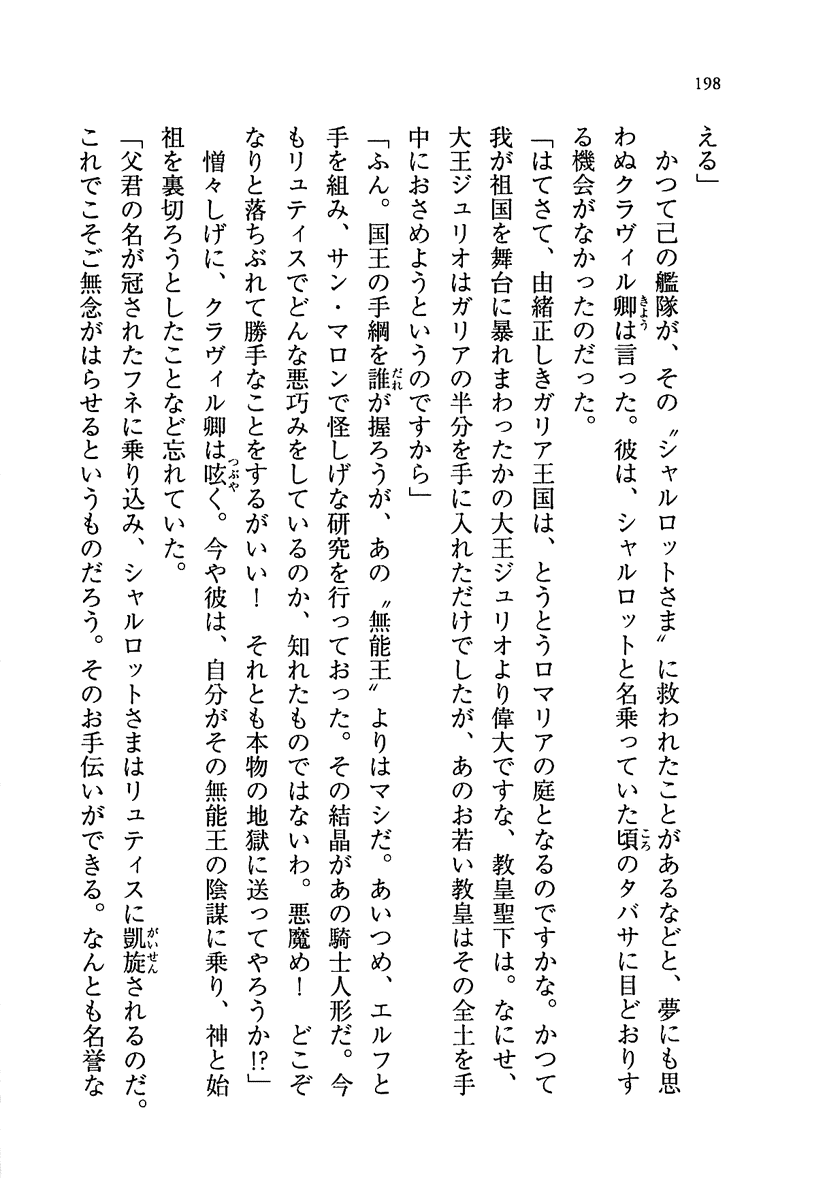 198
える」
　かつて己の艦隊が、その〝シャルロットさま〟に救われたことがあるなどと、夢にも思
わぬクラヴィル卿は言った。彼は、シャルロットと名乗っていた頃のタバサに目どおりす
る機会がなかったのだった。
「はてさて、由緒正しきガリア王国は、とうとうロマリアの庭となるのですかな。かつて
我が祖国を舞台に暴れまわったかの大王ジュリオより偉大ですな、教皇聖下は。なにせ、
大王ジュリオはガリアの半分を手に入れただけでしたが、あのお若い教皇はその全土を手
中におさめようというのですから」
「ふん。国王の手綱を誰が握ろうが、あの〝無能王〟よりはマシだ。あいつめ、エルフと
手を組み、サン・マロンで怪しげな研究を行っておった。その結晶があの騎士人形だ。今
もリュティスでどんな悪巧みをしているのか、知れたものではないわ。悪魔め！　どこぞ
なりと落ちぶれて勝手なことをするがいい！　それとも本物の地獄に送ってやろうか!?」
　憎々しげに、クラヴィル卿は呟く。今や彼は、自分がその無能王の陰謀に乗り、神と始
祖を裏切ろうとしたことなど忘れていた。
「父君の名が冠されたフネに乗り込み、シャルロットさまはリュティスに凱旋されるのだ。
これでこそご無念がはらせるというものだろう。そのお手伝いができる。なんとも名誉な